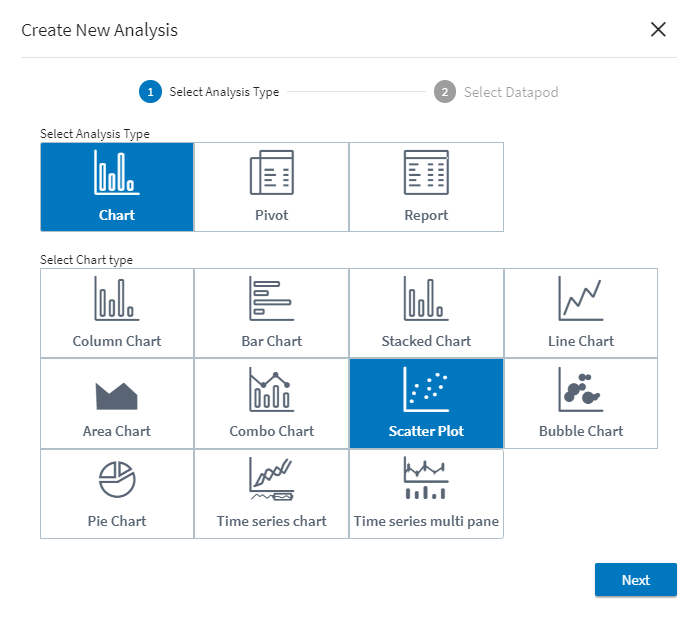 Create New Analysis
1 Select Analysis Type 2 Select Datapod
Select Analysis Type
Chart Pivot Report
Select Chart type
Column Chart Bar Chart Stacked Chart Line Chart
Area Chart Combo Chart Scatter Plot Bubble Chart
Pie Chart Time series chart Time series multi pane
Next